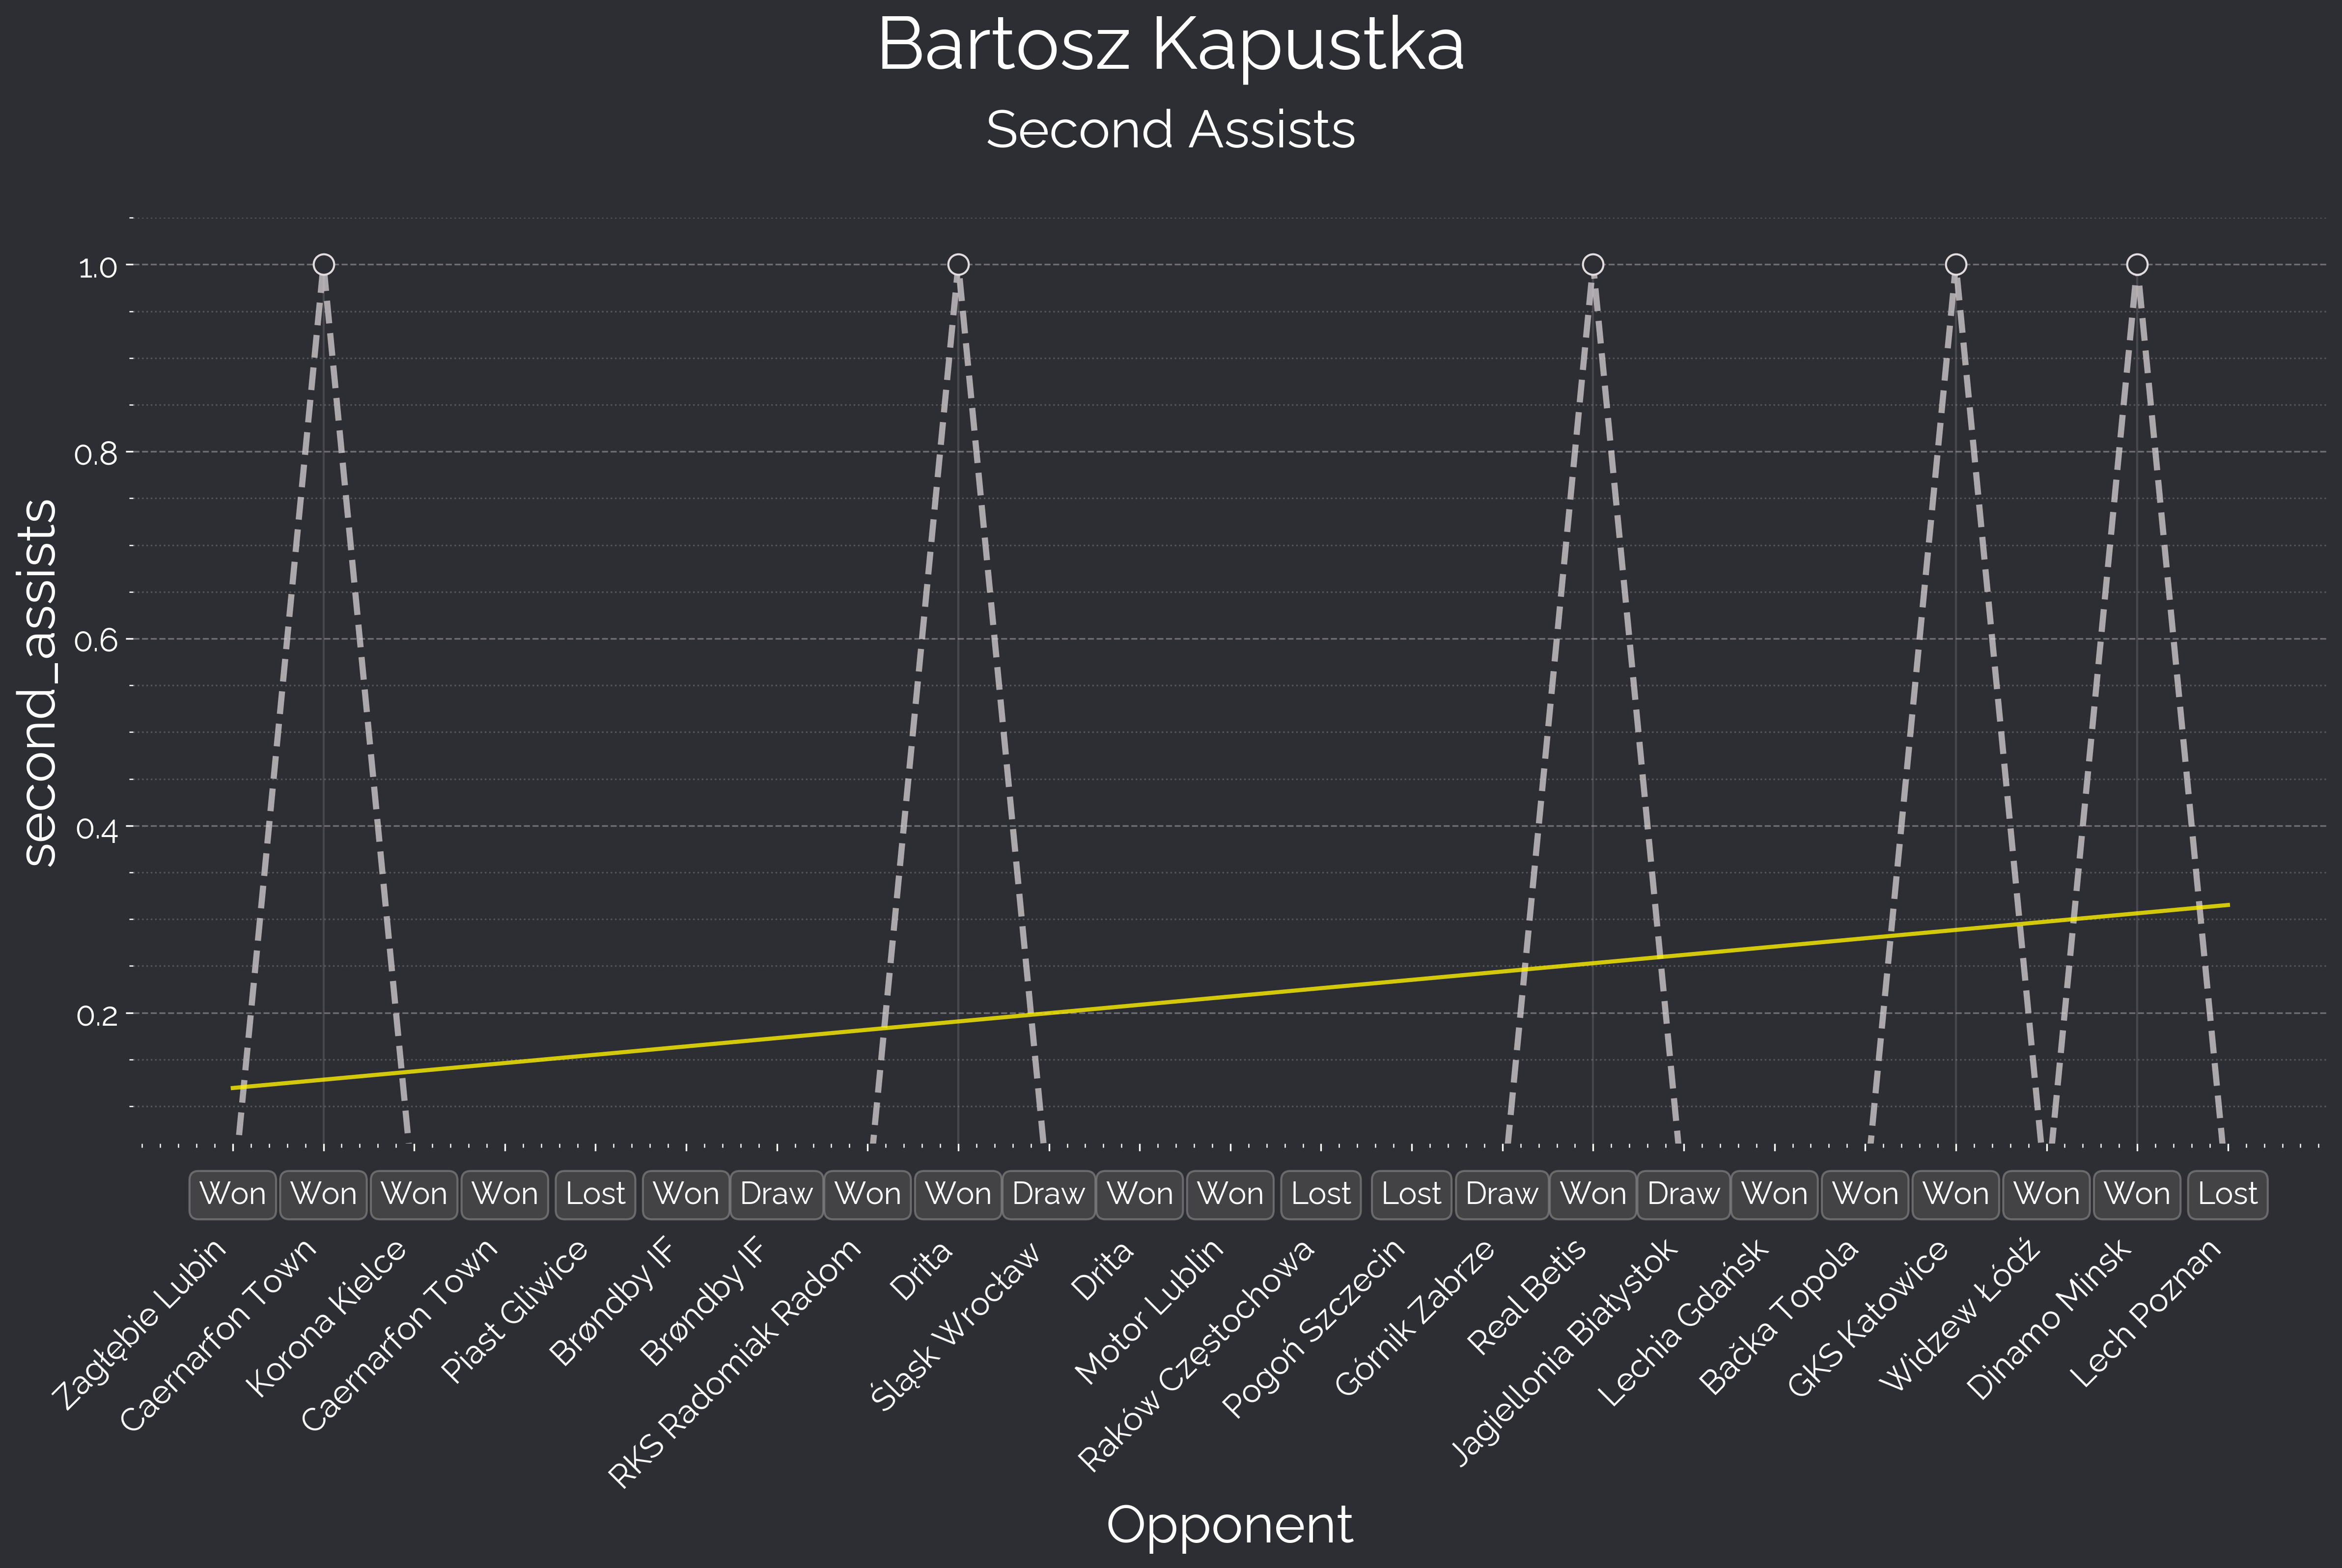 Bartosz Kapustka
Second Assists
second_assists
1.0
0.8
0.6
0.4
0.2
Won Won Won Won Lost Won Draw Won Won Draw Won Won Lost Lost Draw Won Draw Won Won Won Won Won Lost
Zagłębie Lubin
Caernarfon Town
Korona Kielce
Caernarfon Town
Piast Gliwice
Brøndby IF
Brøndby IF
RKS Radomiak Radom
Drita
Śląsk Wrocław
Drita
Motor Lublin
Raków Częstochowa
Pogoń Szczecin
Górnik Zabrze
Real Betis
Jagiellonia Białystok
Lechia Gdańsk
Bačka Topola
GKS Katowice
Widzew Łódź
Dinamo Minsk
Lech Poznan
Opponent